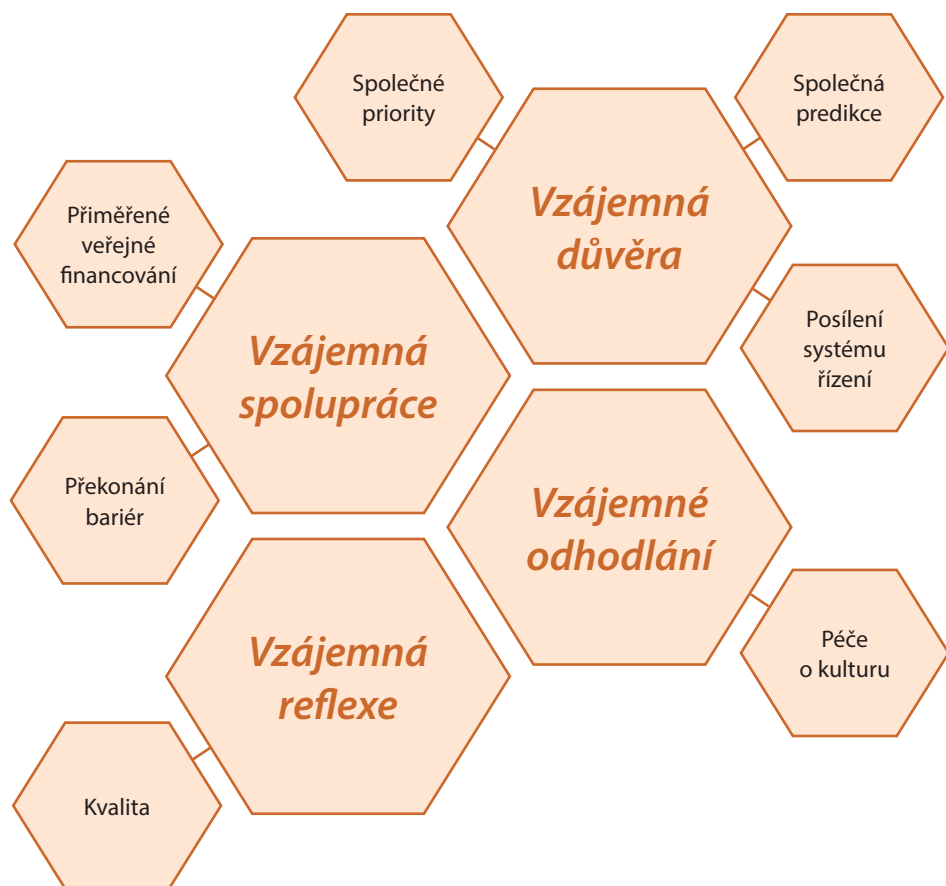 Společné
priority
Společná
predikce
Vzájemná
důvěra
Přiměřené
veřejné
financování
Posílení
systému
řízení
Vzájemná
spolupráce
Překonání
bariér
Vzájemné
odhodlání
Vzájemná
reflexe
Péče
o kulturu
Kvalita